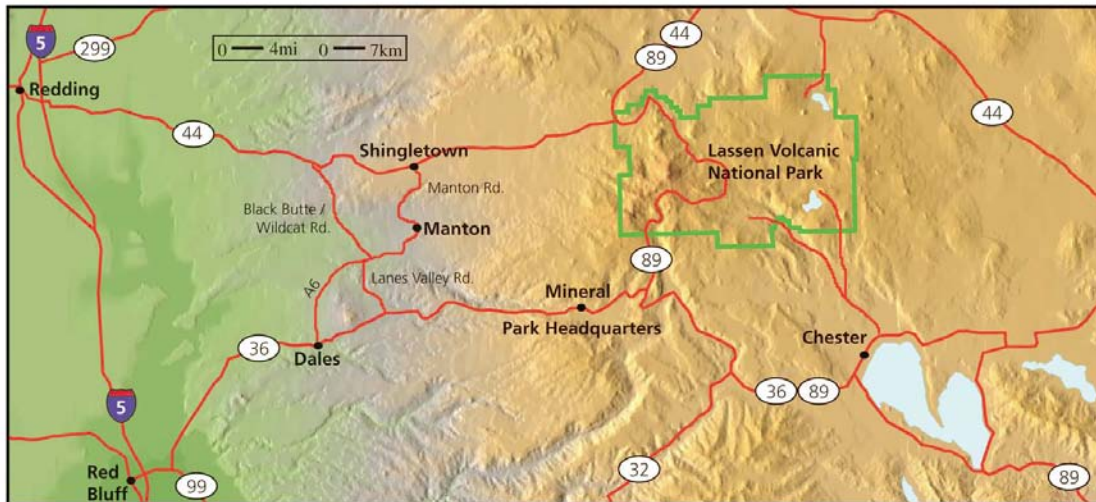 5
299
0 4mi 0 7km
44
89
Redding
44
44
Shingletown
Lassen Volcanic
National Park
Manton Rd.
Black Butte /
Wildcat Rd.
Manton
89
A6
Lanes Valley Rd.
Mineral
Park Headquarters
36
Dales
Chester
5
36
89
32
Red
Bluff
99
89